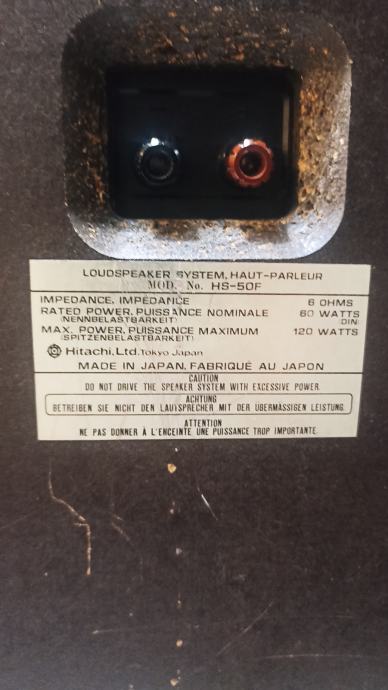 LOUDSPEAKER SYSTEM, HAUT-PARLEUR
MOD. No. HS-50F
IMPEDANCE, IMPÉDANCE 6 OHMS
RATED POWER, PUISSANCE NOMINALE 60 WATTS
(NENNBELASTBARKEIT) (DIN)
MAX. POWER, PUISSANCE MAXIMUM 120 WATTS
(SPITZENBELASTBARKEIT)
Hitachi, Ltd. Tokyo Japan
MADE IN JAPAN, FABRIQUÉ AU JAPON
CAUTION
DO NOT DRIVE THE SPEAKER SYSTEM WITH EXCESSIVE POWER.
ACHTUNG
BETREIBEN SIE NICHT DEN LAUTSPRECHER MIT DER ÜBERMÄSSIGEN LEISTUNG.
ATTENTION
NE PAS DONNER À L'ENCEINTE UNE PUISSANCE TROP IMPORTANTE.